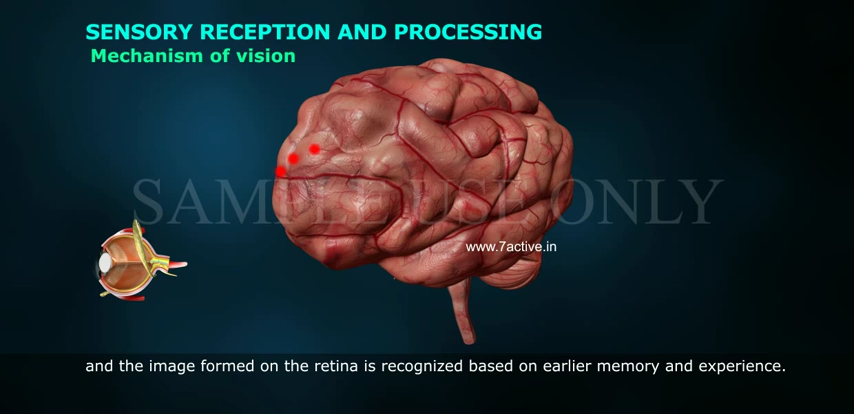 SENSORY RECEPTION AND PROCESSING
Mechanism of vision
SAMPLE USE ONLY
www.7active.in
and the image formed on the retina is recognized based on earlier memory and experience.